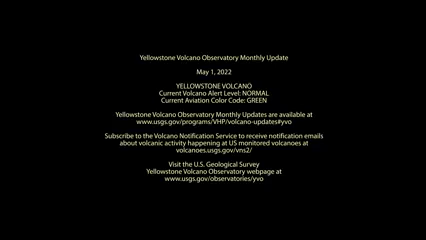 Yellowstone Volcano Observatory Monthly Update
May 1, 2022
YELLOWSTONE VOLCANO
Current Volcano Alert Level: NORMAL
Current Aviation Color Code: GREEN
Yellowstone Volcano Observatory Monthly Updates are available at
www.usgs.gov/programs/VHP/volcano-updates#yvo
Subscribe to the Volcano Notification Service to receive notification emails
about volcanic activity happening at US monitored volcanoes at
volcanoes.usgs.gov/vns2/
Visit the U.S. Geological Survey
Yellowstone Volcano Observatory webpage at
www.usgs.gov/observatories/yvo